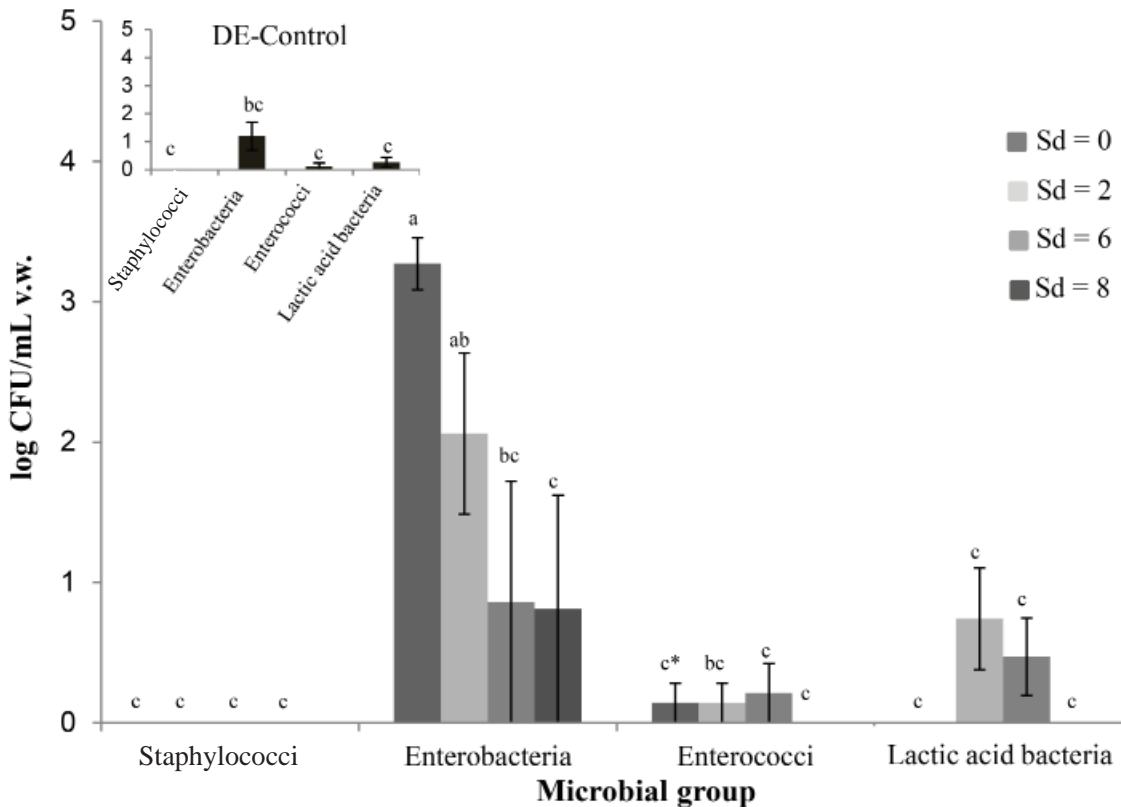 5
4
3
2
1
0
log CFU/mL v.w.
DE-Control
5
4
3
2
1
0
c
bc
c
c
Staphylococci
Enterobacteria
Enterococci
Lactic acid bacteria
Sd = 0
Sd = 2
Sd = 6
Sd = 8
c c c c
a
ab
bc
c
c*
bc
c
c
c
c
c
c
Staphylococci Enterobacteria Enterococci Lactic acid bacteria
Microbial group